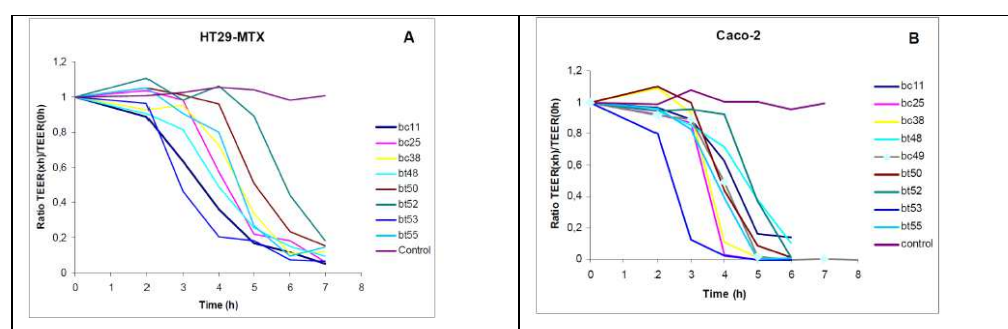 HT29-MTX
A
Ratio TEER(xh)/TEER(0h)
1,2
1
0,8
0,6
0,4
0,2
0
0 1 2 3 4 5 6 7 8
Time (h)
bc11
bc25
bc38
bt48
bt50
bt52
bt53
bt55
Control
Caco-2
B
Ratio TEER(xh)/TEER(0h)
1,2
1
0,8
0,6
0,4
0,2
0
0 1 2 3 4 5 6 7 8
Time (h)
bc11
bc25
bc38
bt48
bc49
bt50
bt52
bt53
bt55
control